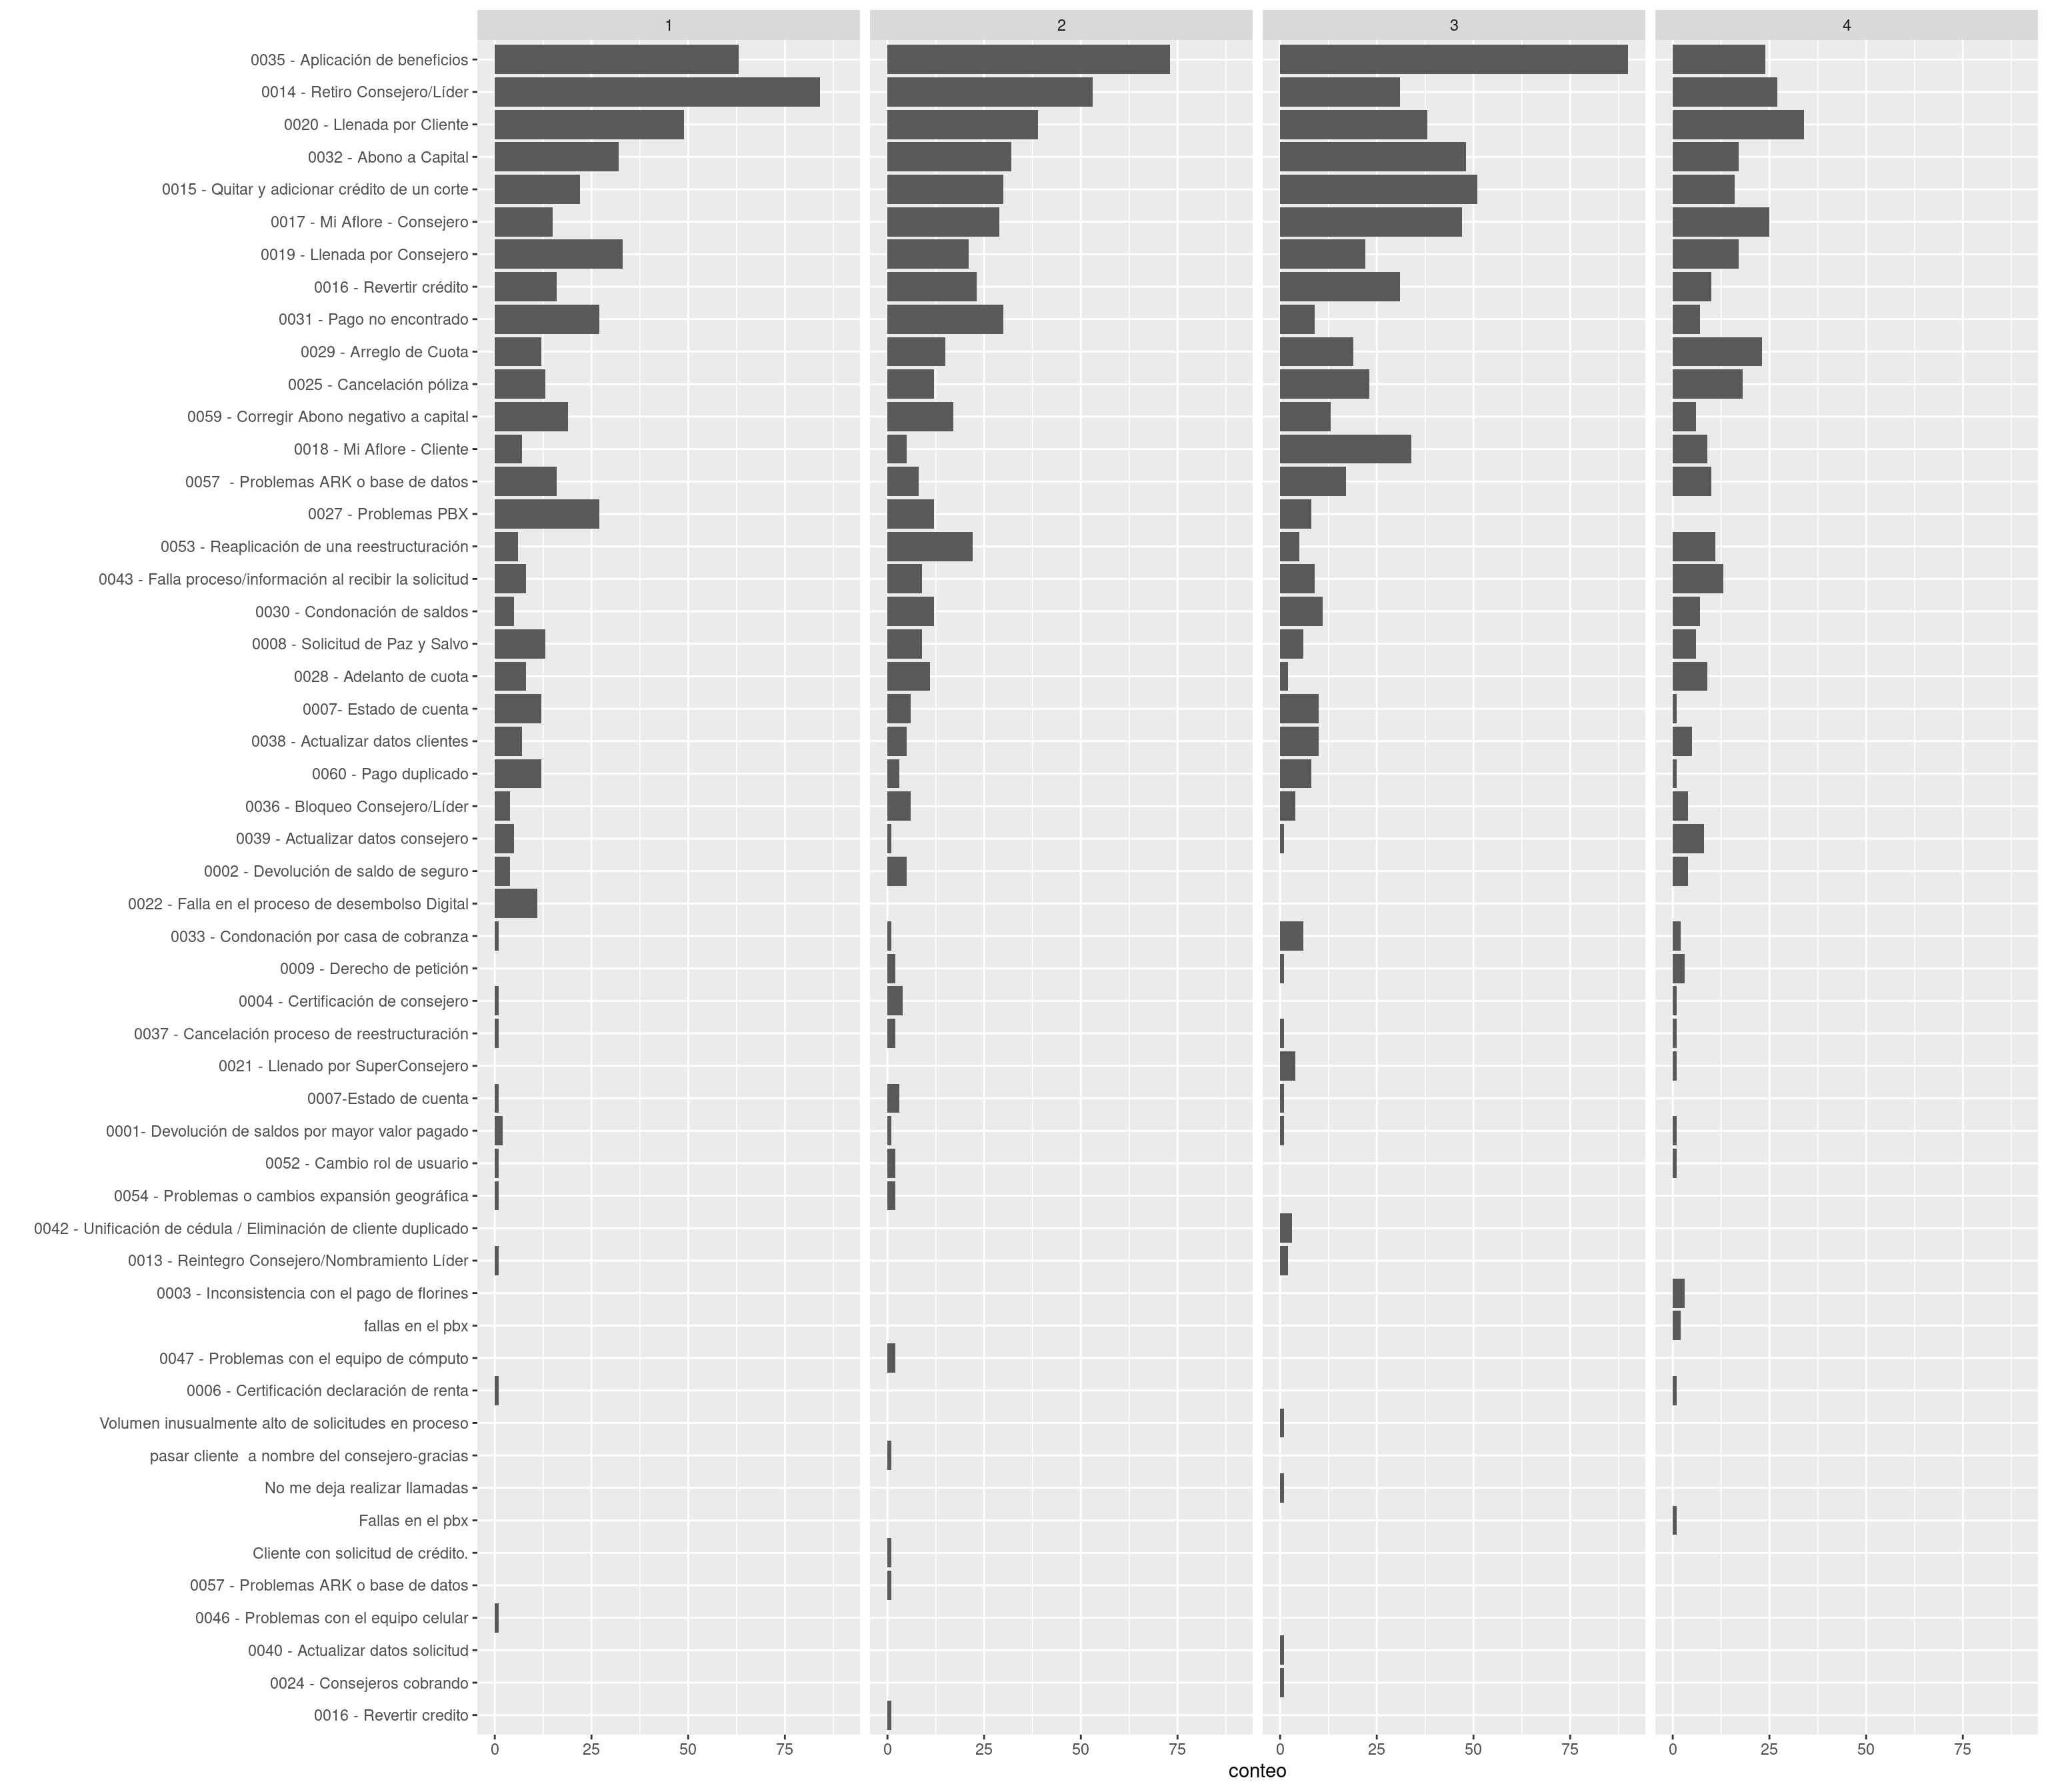 1 2 3 4
0035 - Aplicación de beneficios
0014 - Retiro Consejero/Líder
0020 - Llenada por Cliente
0032 - Abono a Capital
0015 - Quitar y adicionar crédito de un corte
0017 - Mi Aflore - Consejero
0019 - Llenada por Consejero
0016 - Revertir crédito
0031 - Pago no encontrado
0029 - Arreglo de Cuota
0025 - Cancelación póliza
0059 - Corregir Abono negativo a capital
0018 - Mi Aflore - Cliente
0057  - Problemas ARK o base de datos
0027 - Problemas PBX
0053 - Reaplicación de una reestructuración
0043 - Falla proceso/información al recibir la solicitud
0030 - Condonación de saldos
0008 - Solicitud de Paz y Salvo
0028 - Adelanto de cuota
0007- Estado de cuenta
0038 - Actualizar datos clientes
0060 - Pago duplicado
0036 - Bloqueo Consejero/Líder
0039 - Actualizar datos consejero
0002 - Devolución de saldo de seguro
0022 - Falla en el proceso de desembolso Digital
0033 - Condonación por casa de cobranza
0009 - Derecho de petición
0004 - Certificación de consejero
0037 - Cancelación proceso de reestructuración
0021 - Llenado por SuperConsejero
0007-Estado de cuenta
0001- Devolución de saldos por mayor valor pagado
0052 - Cambio rol de usuario
0054 - Problemas o cambios expansión geográfica
0042 - Unificación de cédula / Eliminación de cliente duplicado
0013 - Reintegro Consejero/Nombramiento Líder
0003 - Inconsistencia con el pago de florines
fallas en el pbx
0047 - Problemas con el equipo de cómputo
0006 - Certificación declaración de renta
Volumen inusualmente alto de solicitudes en proceso
pasar cliente  a nombre del consejero-gracias
No me deja realizar llamadas
Fallas en el pbx
Cliente con solicitud de crédito.
0057 - Problemas ARK o base de datos
0046 - Problemas con el equipo celular
0040 - Actualizar datos solicitud
0024 - Consejeros cobrando
0016 - Revertir credito
0 25 50 75 0 25 50 75 0 25 50 75 0 25 50 75
conteo